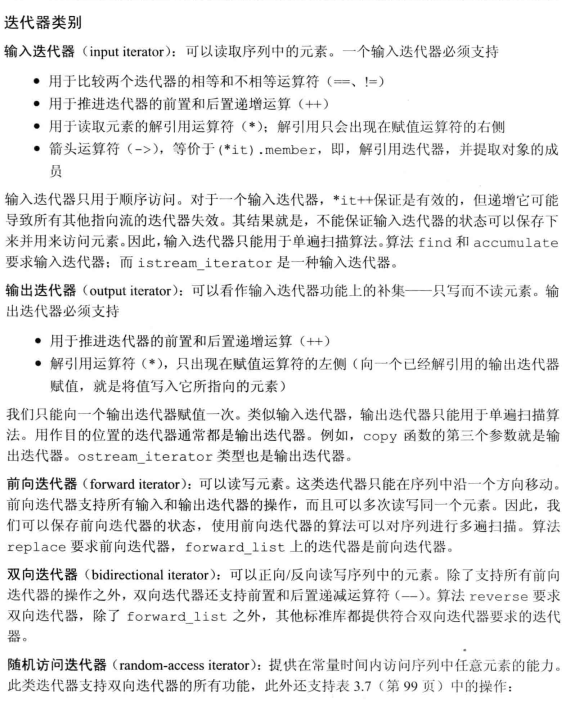 迭代器类别
输入迭代器（input iterator）：可以读取序列中的元素。一个输入迭代器必须支持
● 用于比较两个迭代器的相等和不相等运算符（==、!=）
● 用于推进迭代器的前置和后置递增运算（++）
● 用于读取元素的解引用运算符（*）；解引用只会出现在赋值运算符的右侧
● 箭头运算符（->），等价于(*it).member，即，解引用迭代器，并提取对象的成
员
输入迭代器只用于顺序访问。对于一个输入迭代器，*it++保证是有效的，但递增它可能
导致所有其他指向流的迭代器失效。其结果就是，不能保证输入迭代器的状态可以保存下
来并用来访问元素。因此，输入迭代器只能用于单遍扫描算法。算法 find 和 accumulate
要求输入迭代器；而 istream_iterator 是一种输入迭代器。
输出迭代器（output iterator）：可以看作输入迭代器功能上的补集——只写而不读元素。输
出迭代器必须支持
● 用于推进迭代器的前置和后置递增运算（++）
● 解引用运算符（*），只出现在赋值运算符的左侧（向一个已经解引用的输出迭代器
赋值，就是将值写入它所指向的元素）
我们只能向一个输出迭代器赋值一次。类似输入迭代器，输出迭代器只能用于单遍扫描算
法。用作目的位置的迭代器通常都是输出迭代器。例如，copy 函数的第三个参数就是输
出迭代器。ostream_iterator 类型也是输出迭代器。
前向迭代器（forward iterator）：可以读写元素。这类迭代器只能在序列中沿一个方向移动。
前向迭代器支持所有输入和输出迭代器的操作，而且可以多次读写同一个元素。因此，我
们可以保存前向迭代器的状态，使用前向迭代器的算法可以对序列进行多遍扫描。算法
replace 要求前向迭代器，forward_list 上的迭代器是前向迭代器。
双向迭代器（bidirectional iterator）：可以正向/反向读写序列中的元素。除了支持所有前向
迭代器的操作之外，双向迭代器还支持前置和后置递减运算符（--）。算法 reverse 要求
双向迭代器，除了 forward_list 之外，其他标准库都提供符合双向迭代器要求的迭代
器。
随机访问迭代器（random-access iterator）：提供在常量时间内访问序列中任意元素的能力。
此类迭代器支持双向迭代器的所有功能，此外还支持表 3.7（第 99 页）中的操作：